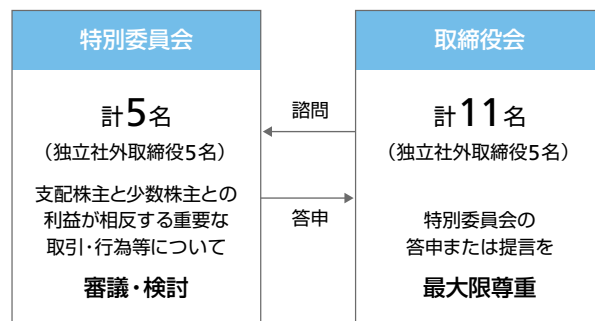 特別委員会
計5名
（独立社外取締役5名）
支配株主と少数株主との
利益が相反する重要な
取引・行為等について
審議・検討
諮問
答申
取締役会
計11名
（独立社外取締役5名）
特別委員会の
答申または提言を
最大限尊重